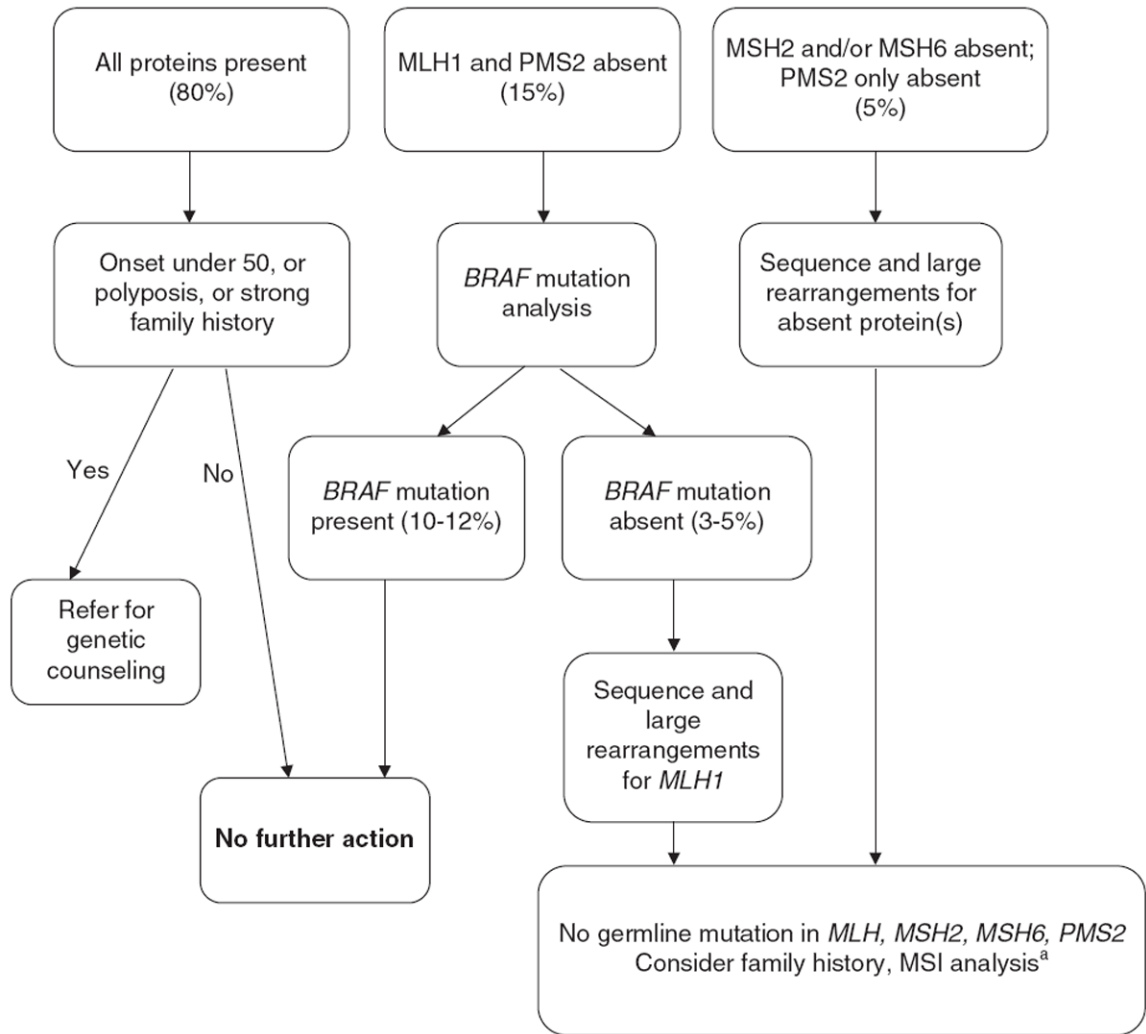 All proteins present
(80%)
MLH1 and PMS2 absent
(15%)
MSH2 and/or MSH6 absent;
PMS2 only absent
(5%)
Onset under 50, or
polyposis, or strong
family history
BRAF mutation
analysis
Sequence and large
rearrangements for
absent protein(s)
Yes
No
BRAF mutation
present (10-12%)
BRAF mutation
absent (3-5%)
Refer for
genetic
counseling
Sequence and
large
rearrangements
for MLH1
No further action
No germline mutation in MLH, MSH2, MSH6, PMS2
Consider family history, MSI analysisa